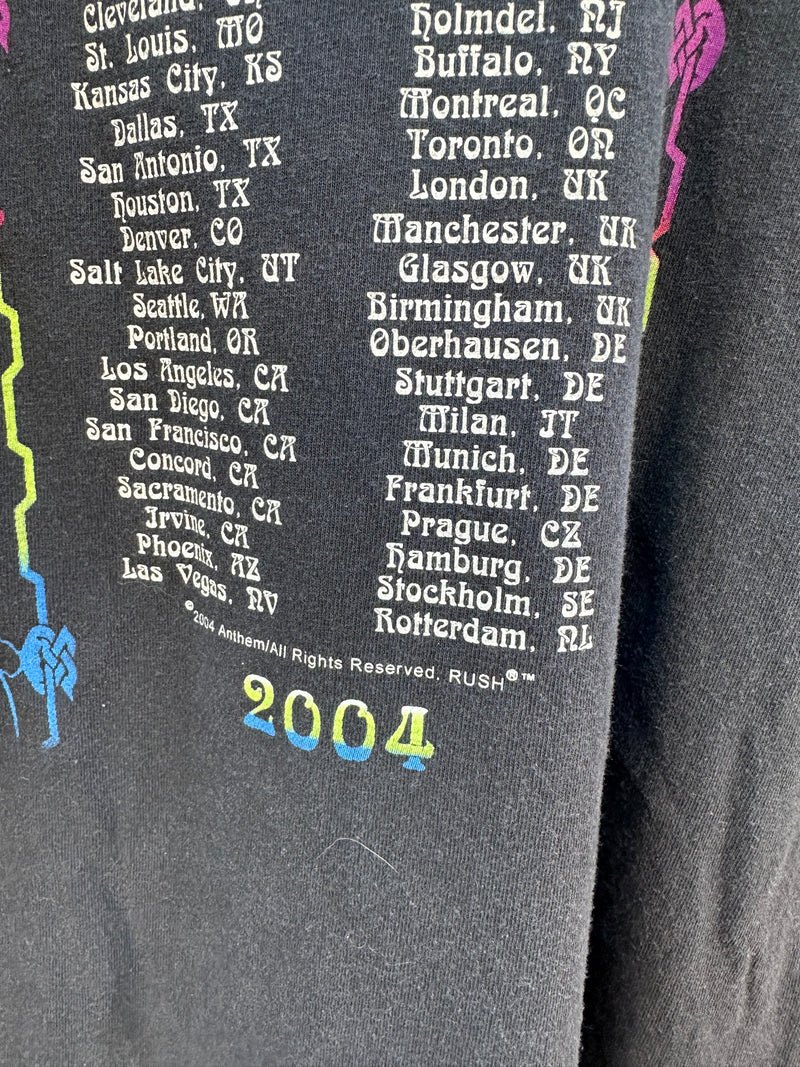 Cleveland, OH
St. Louis, MO
Kansas City, KS
Dallas, TX
San Antonio, TX
Houston, TX
Denver, CO
Salt Lake City, UT
Seattle, WA
Portland, OR
Los Angeles, CA
San Diego, CA
San Francisco, CA
Concord, CA
Sacramento, CA
Irvine, CA
Phoenix, AZ
Las Vegas, NV
Holmdel, NJ
Buffalo, NY
Montreal, QC
Toronto, ON
London, UK
Manchester, UK
Glasgow, UK
Birmingham, UK
Oberhausen, DE
Stuttgart, DE
Milan, IT
Munich, DE
Frankfurt, DE
Prague, CZ
Hamburg, DE
Stockholm, SE
Rotterdam, NL
©2004 Anthem/All Rights Reserved. RUSH®™
2004